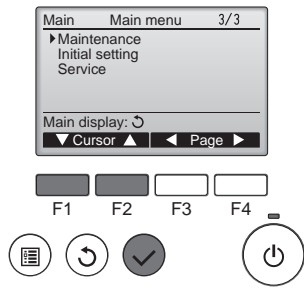 Main Main menu 3/3
Maintenance
Initial setting
Service
Main display:
Cursor Page
F1 F2 F3 F4